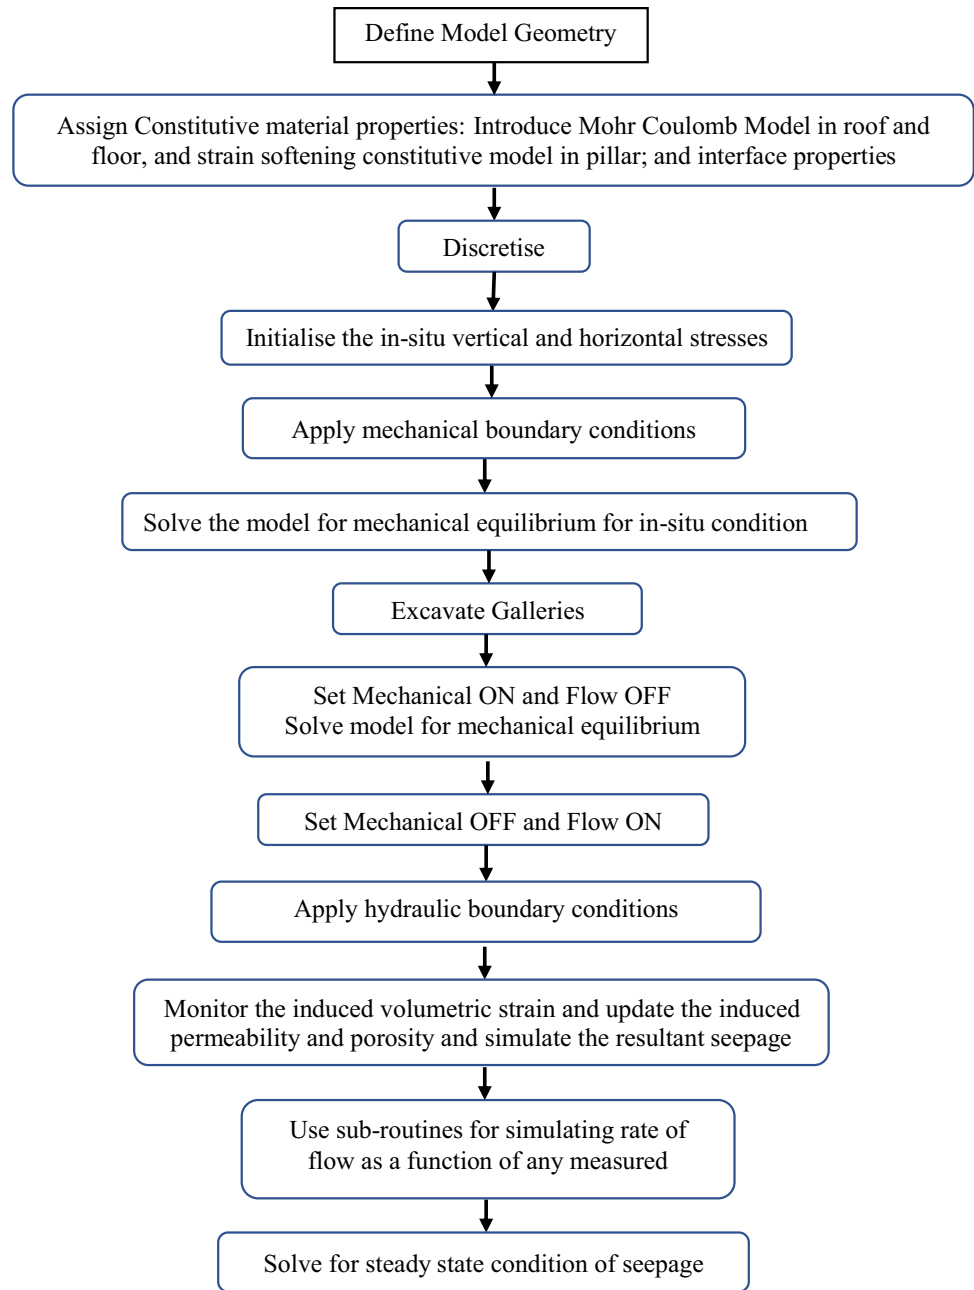 Define Model Geometry
Assign Constitutive material properties: Introduce Mohr Coulomb Model in roof and
floor, and strain softening constitutive model in pillar; and interface properties
Discretise
Initialise the in-situ vertical and horizontal stresses
Apply mechanical boundary conditions
Solve the model for mechanical equilibrium for in-situ condition
Excavate Galleries
Set Mechanical ON and Flow OFF
Solve model for mechanical equilibrium
Set Mechanical OFF and Flow ON
Apply hydraulic boundary conditions
Monitor the induced volumetric strain and update the induced
permeability and porosity and simulate the resultant seepage
Use sub-routines for simulating rate of
flow as a function of any measured
Solve for steady state condition of seepage